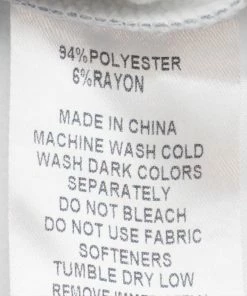 94%POLYESTER
6%RAYON
MADE IN CHINA
MACHINE WASH COLD
WASH DARK COLORS
SEPARATELY
DO NOT BLEACH
DO NOT USE FABRIC
SOFTENERS
TUMBLE DRY LOW
REMOVE